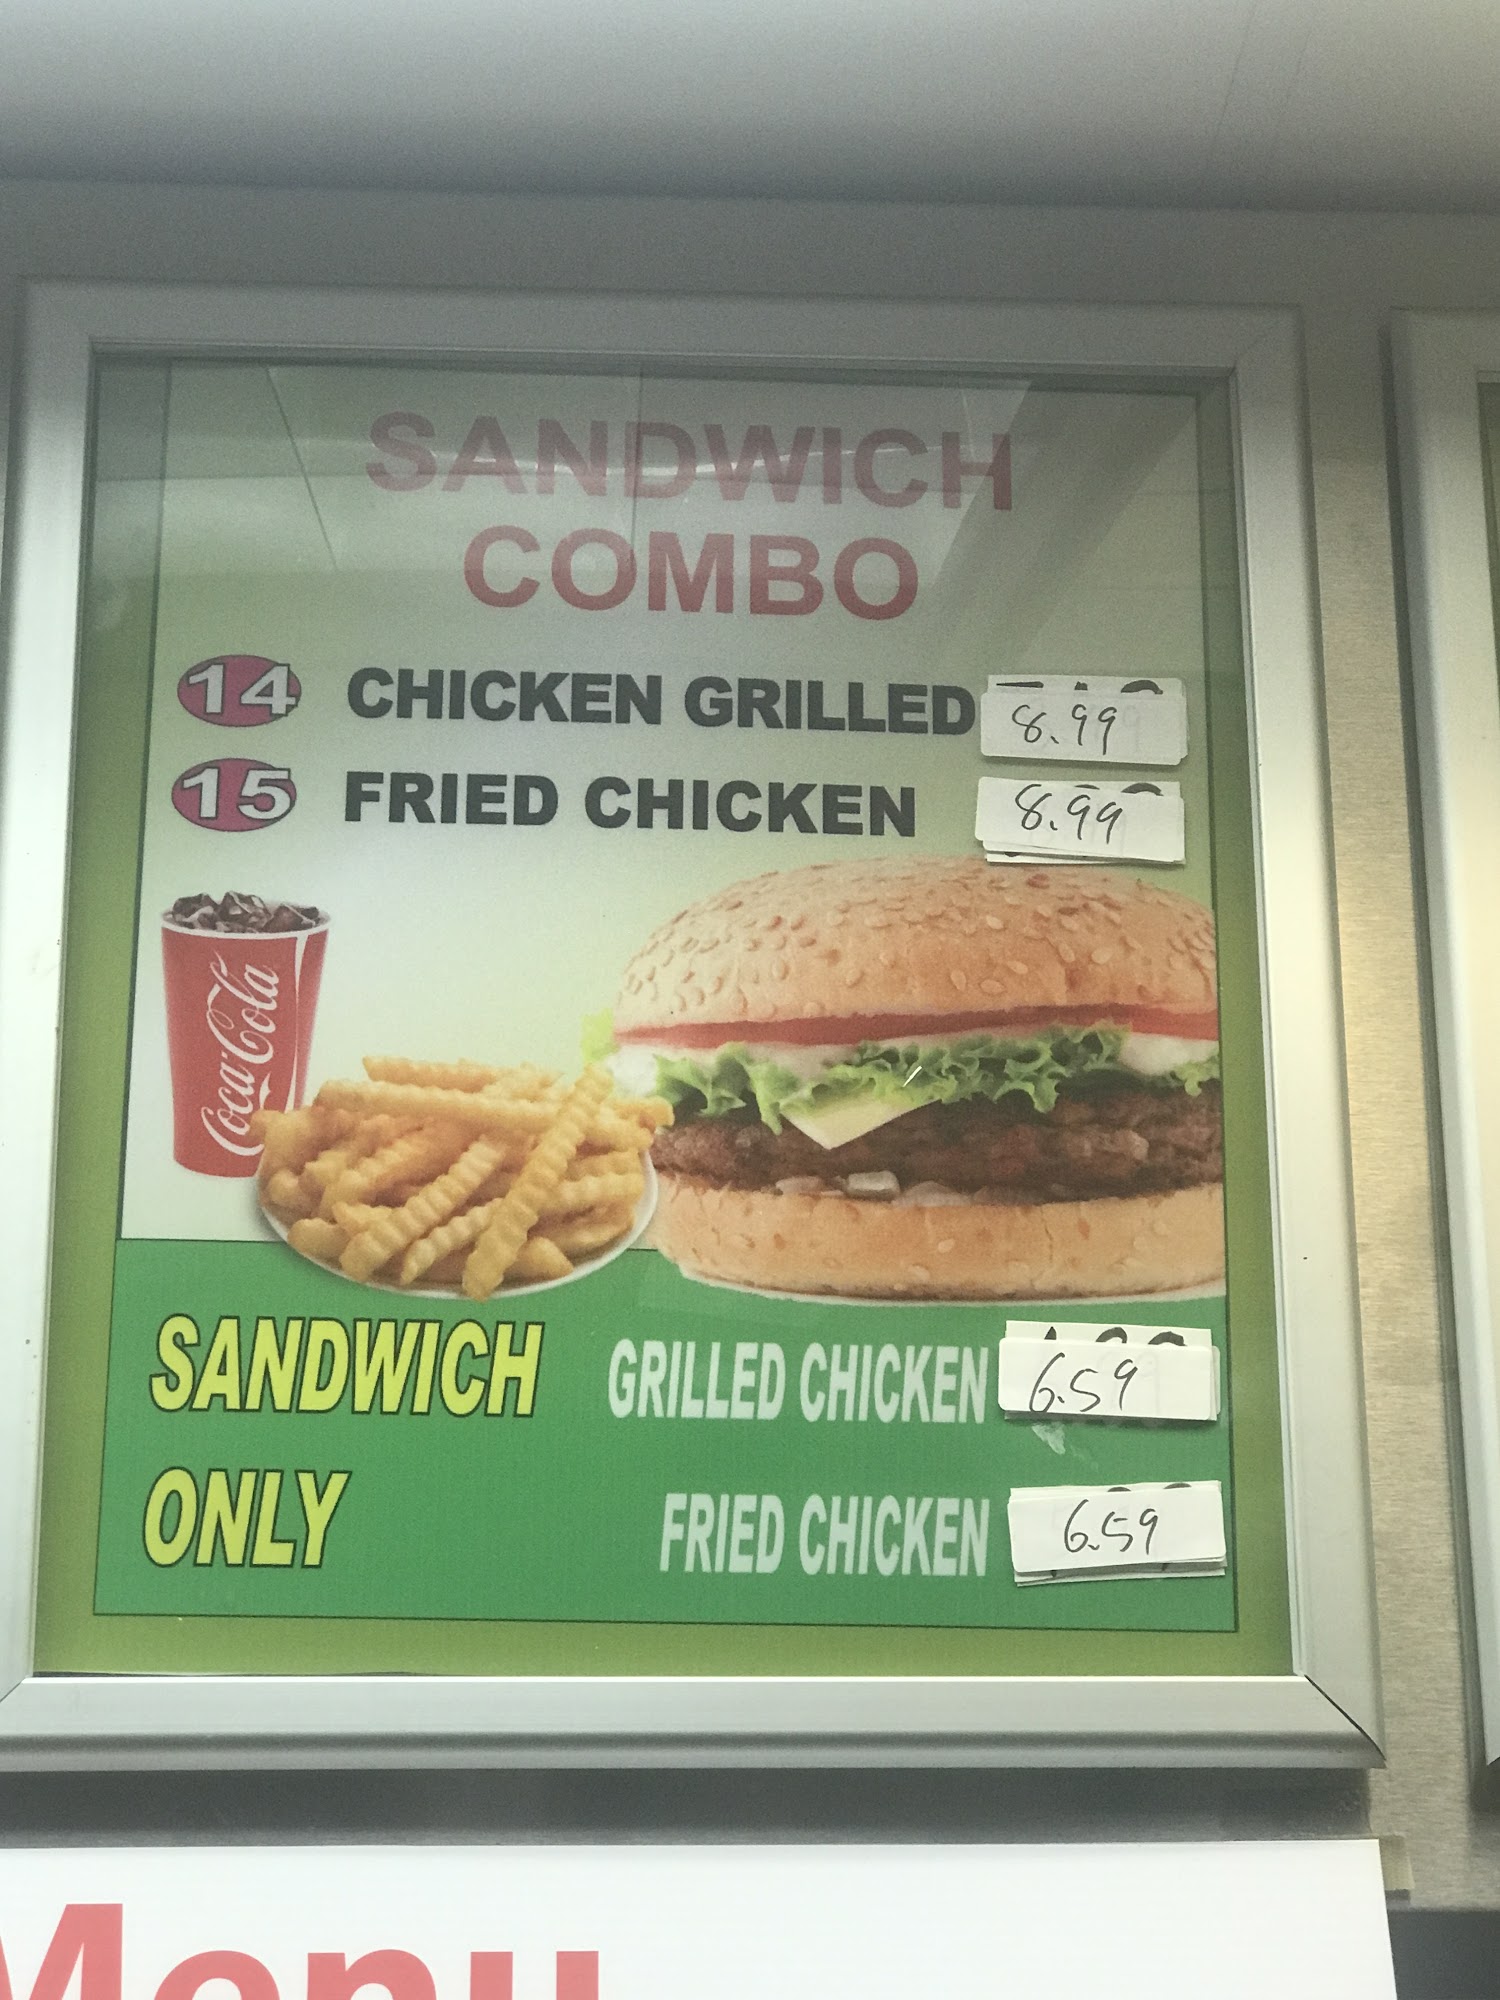 SANDWICH
COMBO
14 CHICKEN GRILLED 8.99
15 FRIED CHICKEN 8.99
Coca-Cola
SANDWICH GRILLED CHICKEN 6.59
ONLY FRIED CHICKEN 6.59
Menu